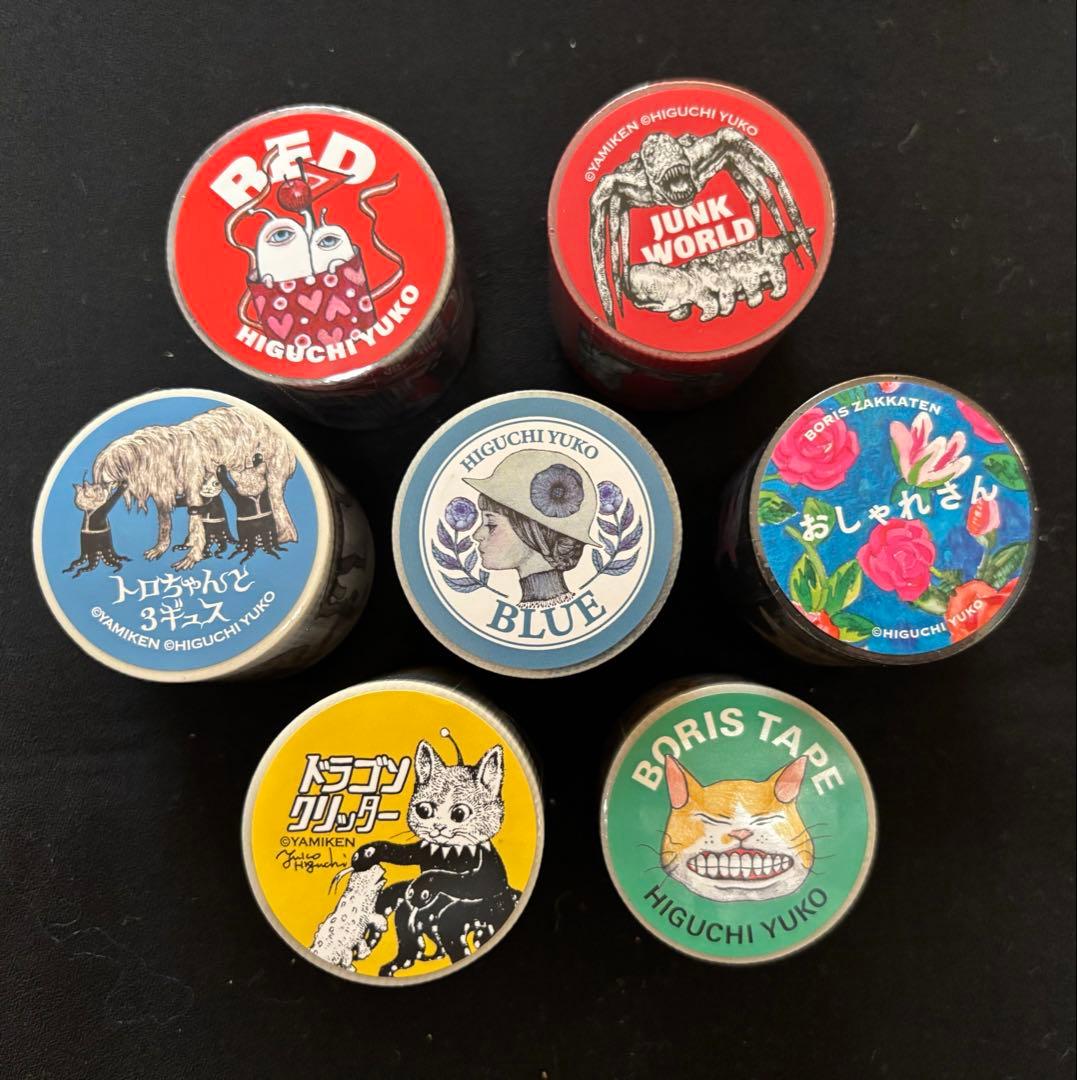 RED
HIGUCHI YUKO
©YAMIKEN ©HIGUCHI YUKO
JUNK
WORLD
トロちゃんと
3ギュス
©YAMIKEN ©HIGUCHI YUKO
HIGUCHI YUKO
BLUE
BORIS ZAKKATEN
おしゃれさん
©HIGUCHI YUKO
ドラゴン
クリッター
©YAMIKEN
Yuko
Higuchi
BORIS TAPE
HIGUCHI YUKO